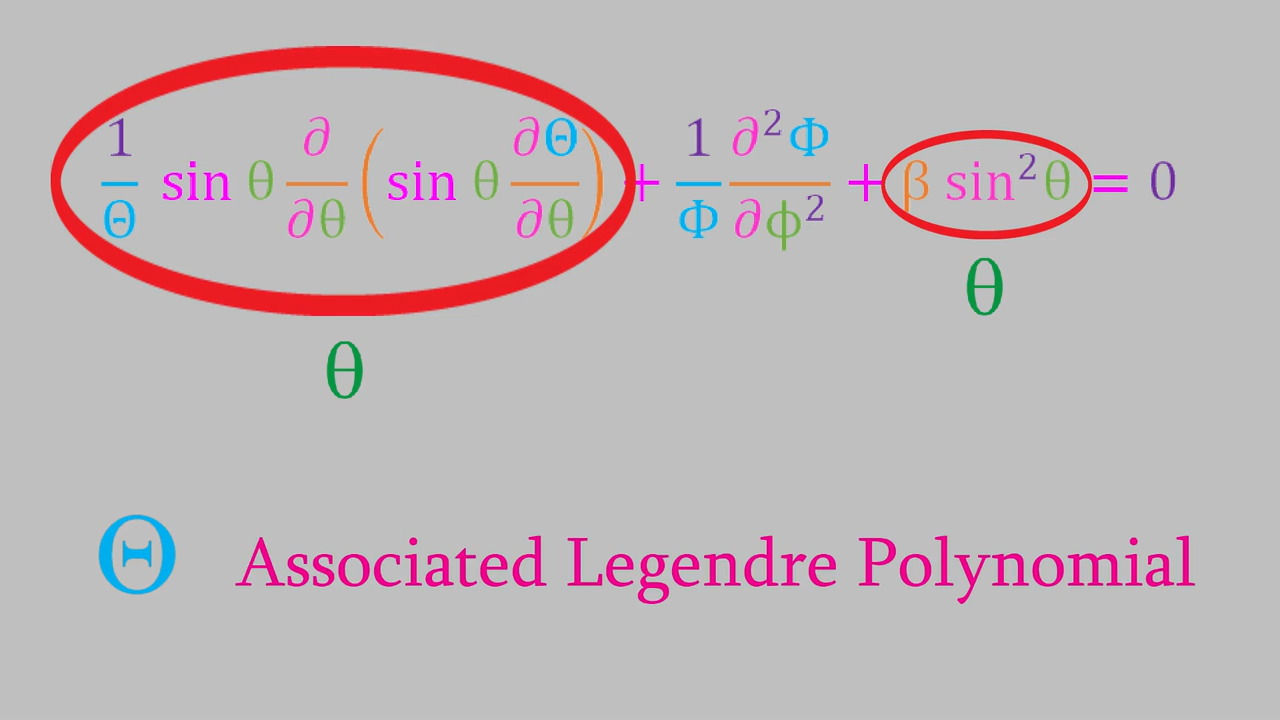 1/Θ sin θ ∂/∂θ ( sin θ ∂Θ/∂θ ) + 1/Φ ∂²Φ/∂ϕ² + β sin²θ = 0
θ
θ
Θ Associated Legendre Polynomial